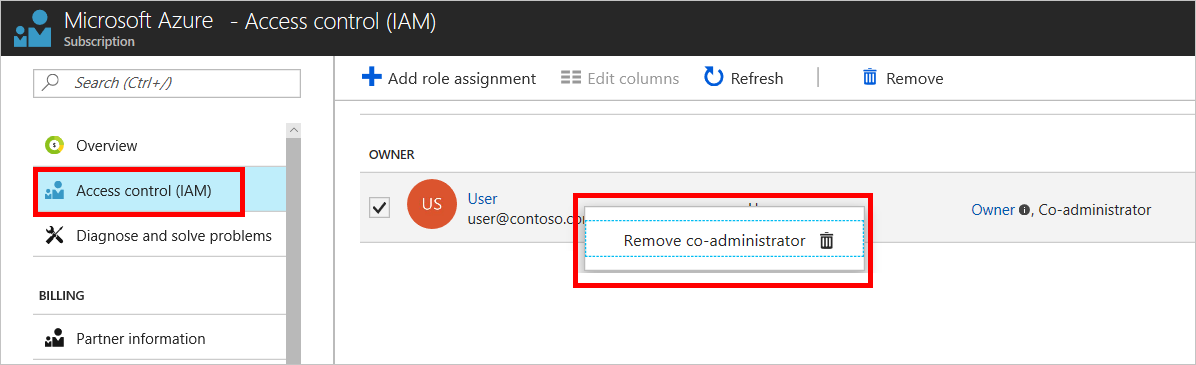 Microsoft Azure - Access control (IAM)
Subscription
Search (Ctrl+/)
Overview
Access control (IAM)
Diagnose and solve problems
BILLING
Partner information
Add role assignment
Edit columns
Refresh
Remove
OWNER
US
User
user@contoso.co
Owner , Co-administrator
Remove co-administrator